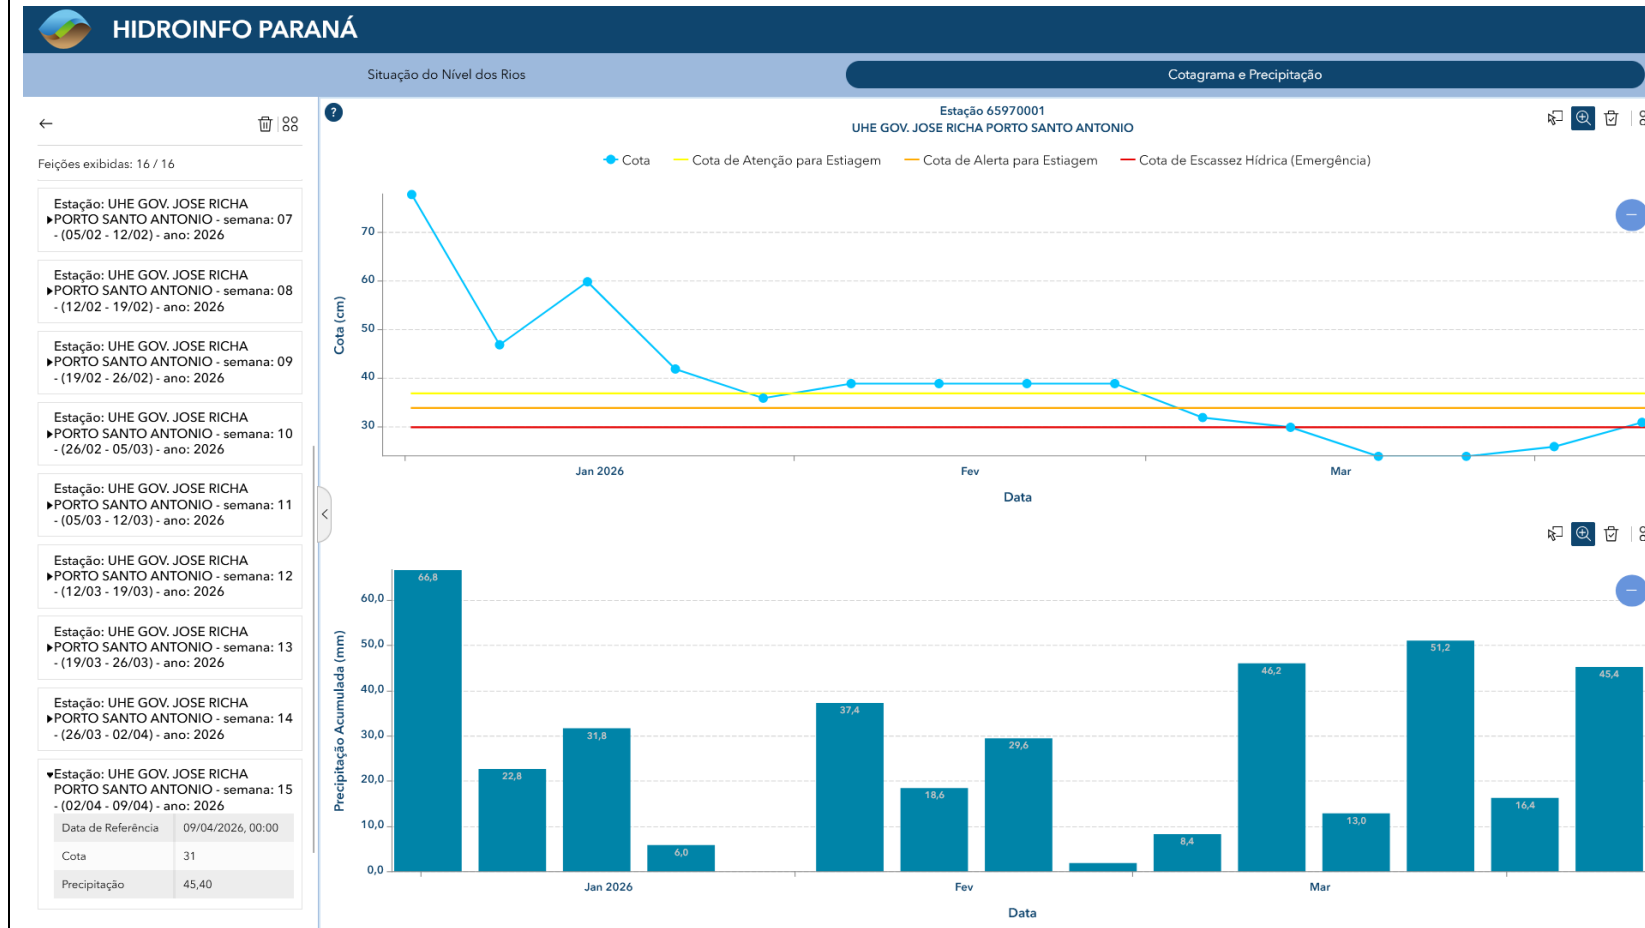 HIDROINFO PARANÁ
Situação do Nível dos Rios
Cotagrama e Precipitação
Feições exibidas: 16 / 16
Estação: UHE GOV. JOSE RICHA
PORTO SANTO ANTONIO - semana: 07
- (05/02 - 12/02) - ano: 2026
Estação: UHE GOV. JOSE RICHA
PORTO SANTO ANTONIO - semana: 08
- (12/02 - 19/02) - ano: 2026
Estação: UHE GOV. JOSE RICHA
PORTO SANTO ANTONIO - semana: 09
- (19/02 - 26/02) - ano: 2026
Estação: UHE GOV. JOSE RICHA
PORTO SANTO ANTONIO - semana: 10
- (26/02 - 05/03) - ano: 2026
Estação: UHE GOV. JOSE RICHA
PORTO SANTO ANTONIO - semana: 11
- (05/03 - 12/03) - ano: 2026
Estação: UHE GOV. JOSE RICHA
PORTO SANTO ANTONIO - semana: 12
- (12/03 - 19/03) - ano: 2026
Estação: UHE GOV. JOSE RICHA
PORTO SANTO ANTONIO - semana: 13
- (19/03 - 26/03) - ano: 2026
Estação: UHE GOV. JOSE RICHA
PORTO SANTO ANTONIO - semana: 14
- (26/03 - 02/04) - ano: 2026
Estação: UHE GOV. JOSE RICHA
PORTO SANTO ANTONIO - semana: 15
- (02/04 - 09/04) - ano: 2026
Data de Referência 09/04/2026, 00:00
Cota 31
Precipitação 45,40
?
Estação 65970001
UHE GOV. JOSE RICHA PORTO SANTO ANTONIO
Cota
Cota de Atenção para Estiagem
Cota de Alerta para Estiagem
Cota de Escassez Hídrica (Emergência)
Cota (cm)
70
60
50
40
30
Jan 2026 Fev Mar
Data
Precipitação Acumulada (mm)
60,0
50,0
40,0
30,0
20,0
10,0
0,0
66,8
22,8
31,8
6,0
37,4
18,6
29,6
8,4
46,2
13,0
51,2
16,4
45,4
Jan 2026 Fev Mar
Data